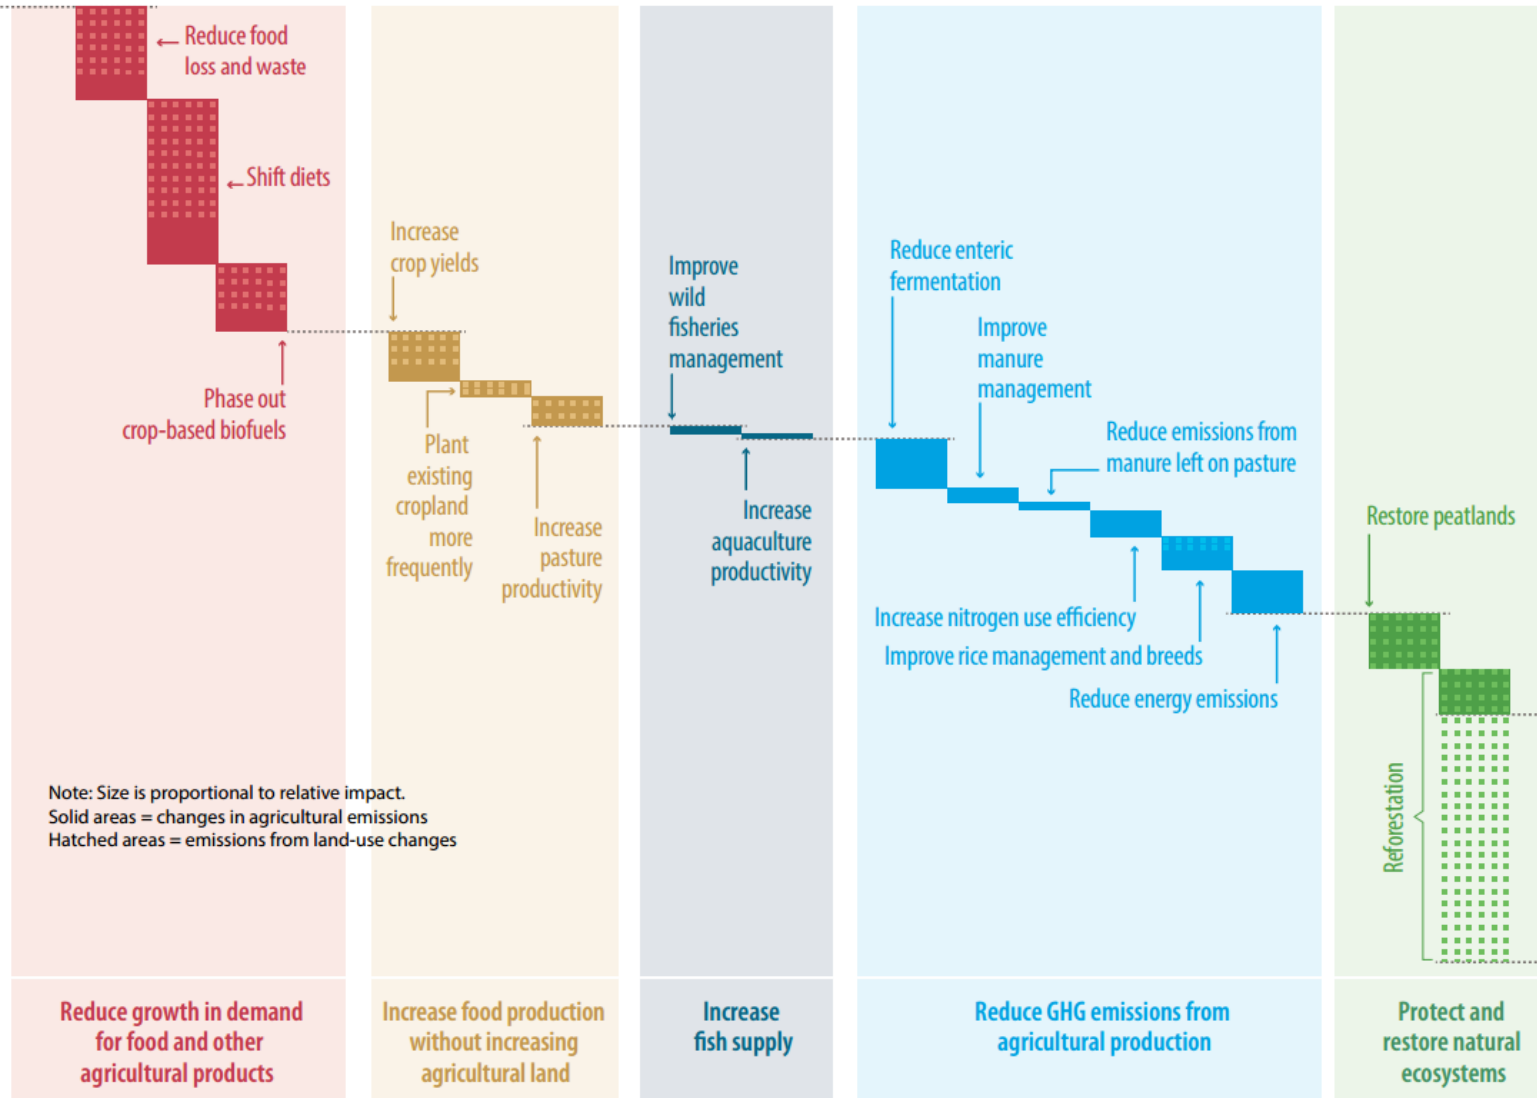 Reduce food
loss and waste
Shift diets
Phase out
crop-based biofuels
Increase
crop yields
Plant
existing
cropland
more
frequently
Increase
pasture
productivity
Improve
wild
fisheries
management
Increase
aquaculture
productivity
Reduce enteric
fermentation
Improve
manure
management
Reduce emissions from
manure left on pasture
Increase nitrogen use efficiency
Improve rice management and breeds
Reduce energy emissions
Restore peatlands
Reforestation
Note: Size is proportional to relative impact.
Solid areas = changes in agricultural emissions
Hatched areas = emissions from land-use changes
Reduce growth in demand
for food and other
agricultural products
Increase food production
without increasing
agricultural land
Increase
fish supply
Reduce GHG emissions from
agricultural production
Protect and
restore natural
ecosystems